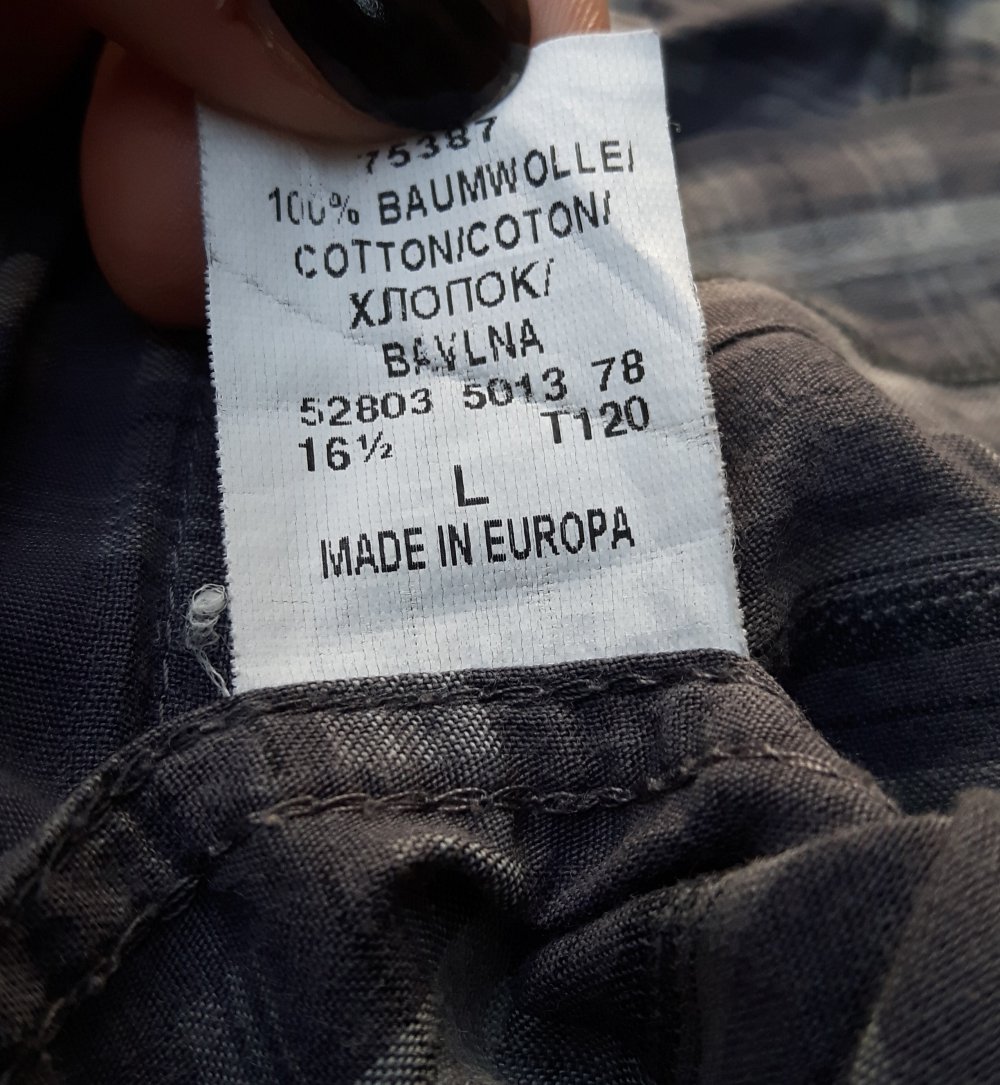 75387
100% BAUMWOLLE/
COTTON/COTON/
ХЛОПОК/
BAVLNA
52803 5013 78
16½ T120
L
MADE IN EUROPA